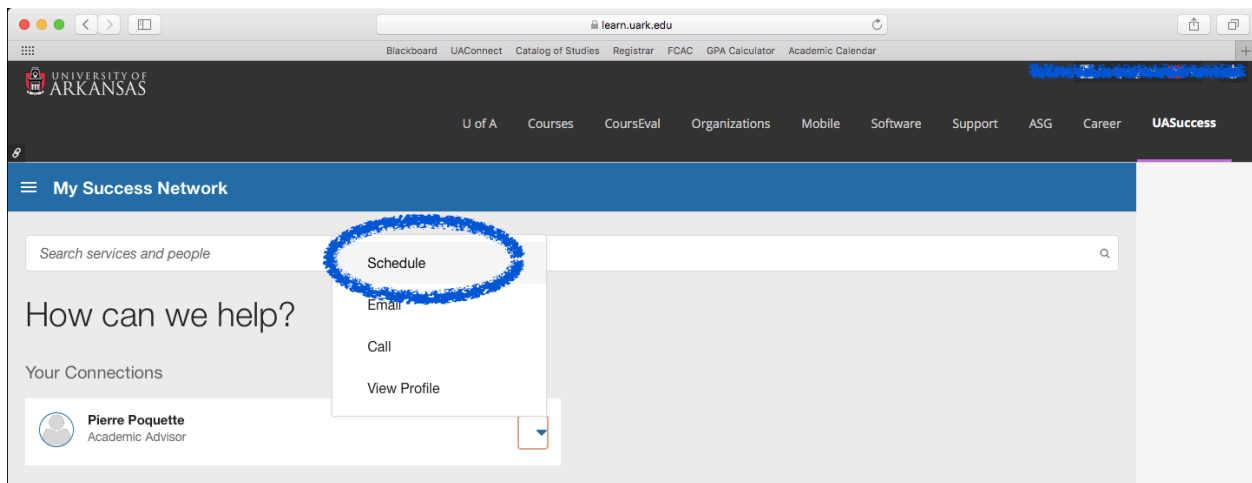 learn.uark.edu
Blackboard UAConnect Catalog of Studies Registrar FCAC GPA Calculator Academic Calendar
UNIVERSITY OF
ARKANSAS
U of A Courses CoursEval Organizations Mobile Software Support ASG Career UASuccess
My Success Network
Search services and people
Schedule
Email
Call
View Profile
How can we help?
Your Connections
Pierre Poquette
Academic Advisor